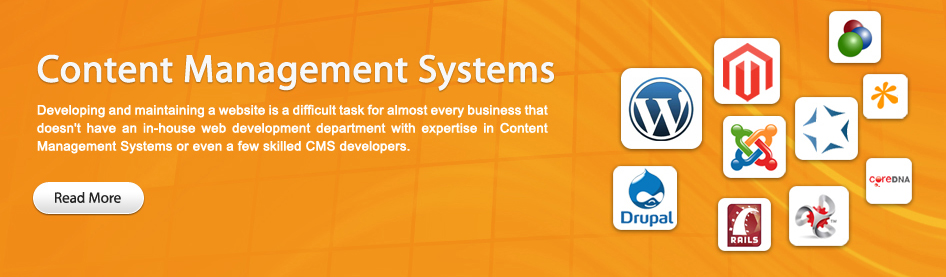 Content Management Systems
Developing and maintaining a website is a difficult task for almost every business that
doesn't have an in-house web development department with expertise in Content
Management Systems or even a few skilled CMS developers.
Read More
Drupal
RAILS
coreDNA